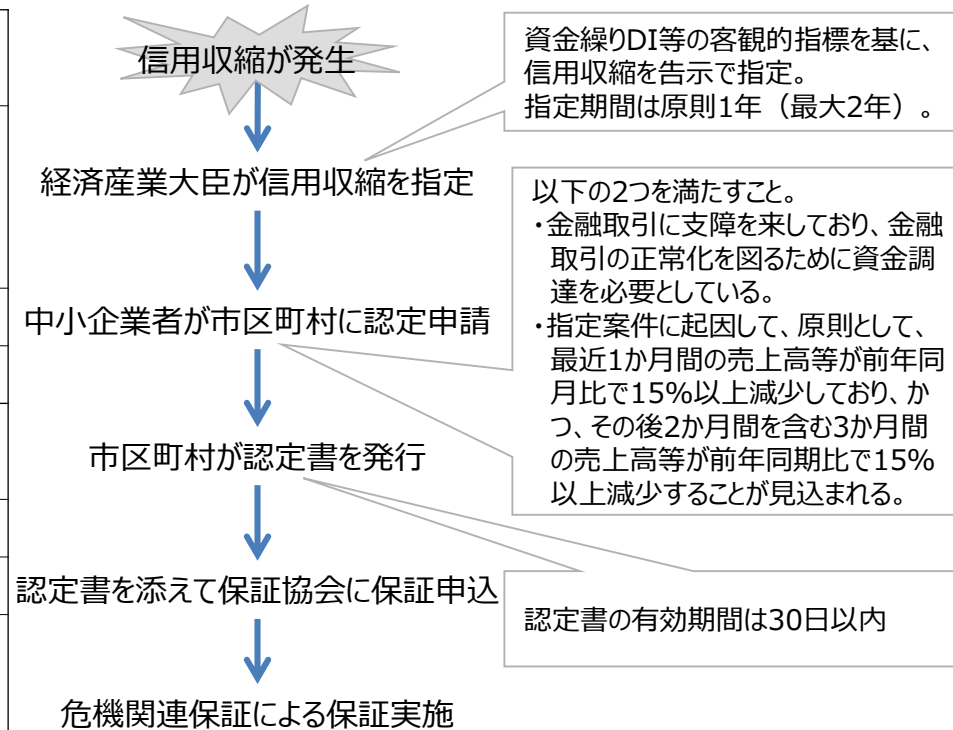 信用収縮が発生
資金繰りDI等の客観的指標を基に、
信用収縮を告示で指定。
指定期間は原則1年（最大2年）。
経済産業大臣が信用収縮を指定
以下の2つを満たすこと。
・金融取引に支障を来しており、金融
取引の正常化を図るために資金調
達を必要としている。
・指定案件に起因して、原則として、
最近1か月間の売上高等が前年同
月比で15%以上減少しており、か
つ、その後2か月間を含む3か月間
の売上高等が前年同期比で15%
以上減少することが見込まれる。
中小企業者が市区町村に認定申請
市区町村が認定書を発行
認定書の有効期間は30日以内
認定書を添えて保証協会に保証申込
危機関連保証による保証実施